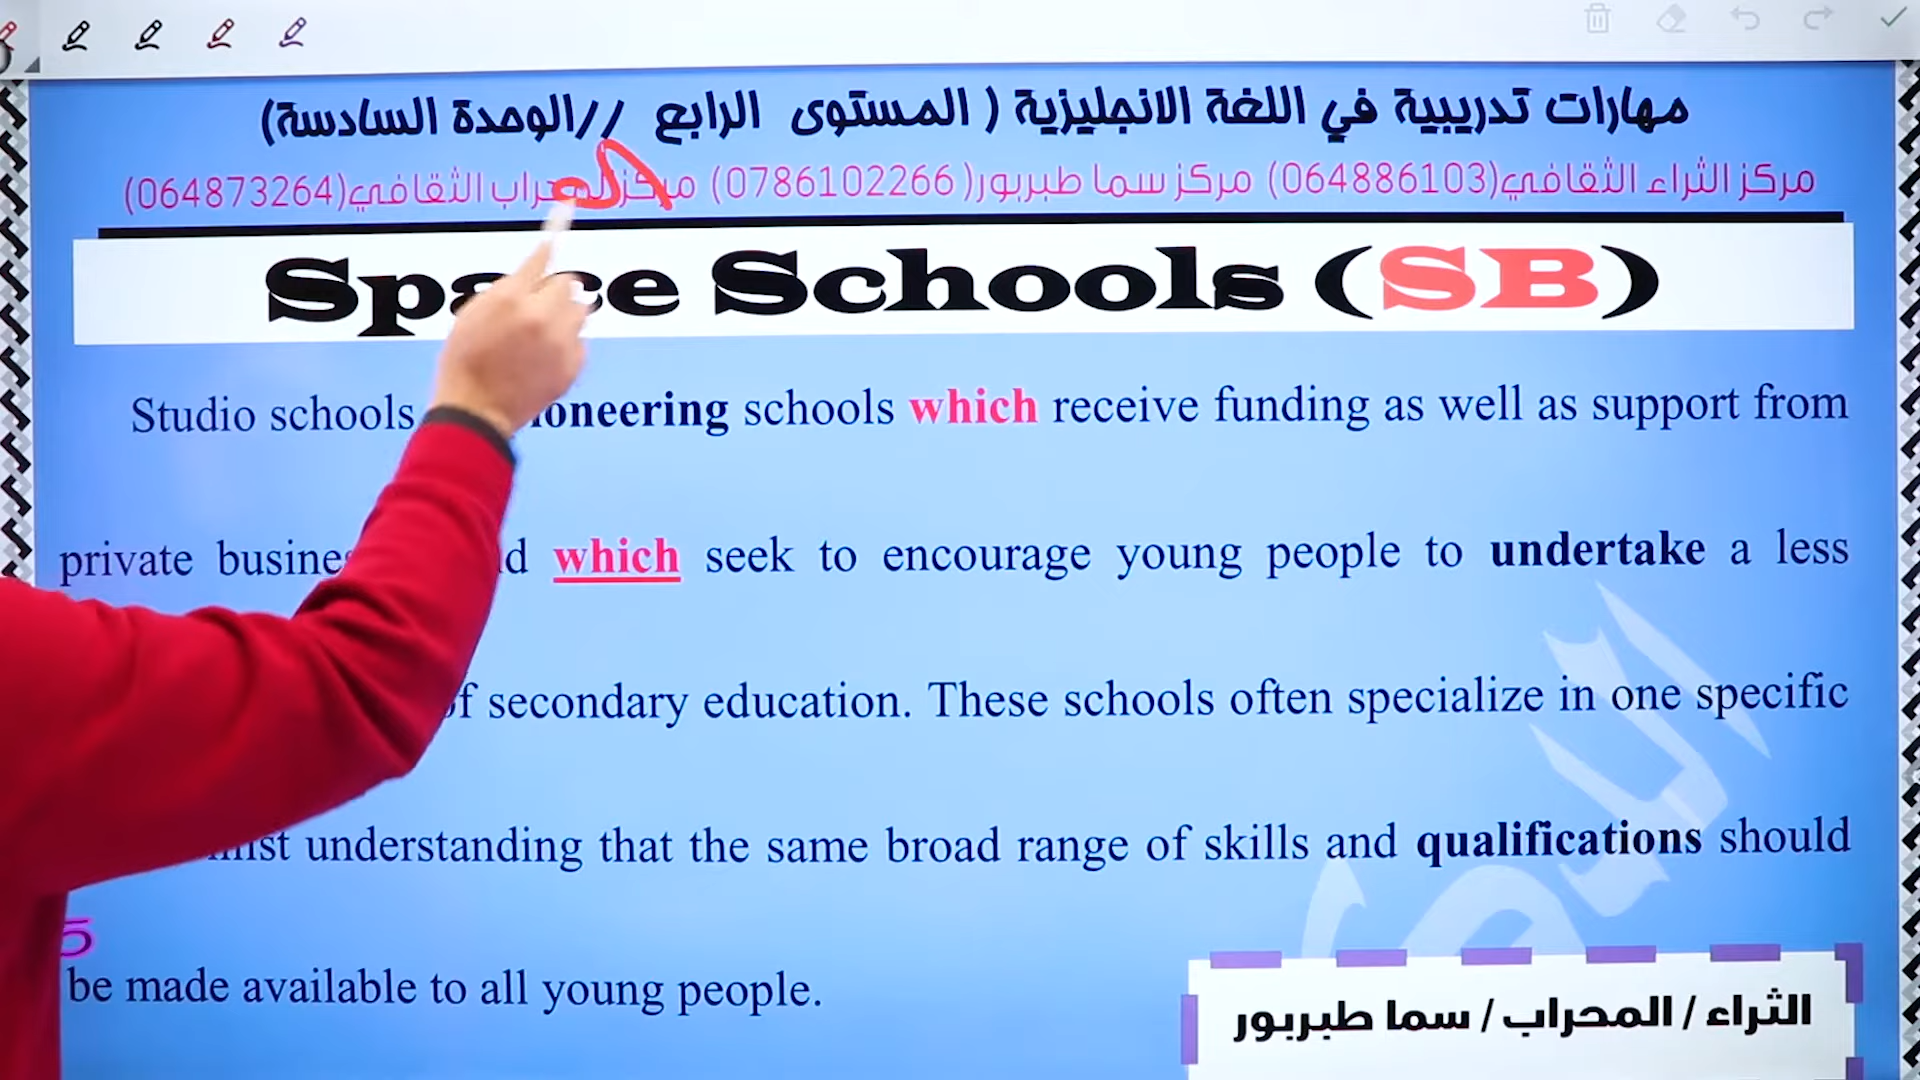 مهارات تدريبية في اللغة الانجليزية ( المستوى الرابع //الوحدة السادسة)
مركز الثراء الثقافي(064886103) مركز سما طبربور( 0786102266) مركز المحراب الثقافي(064873264)
Space Schools (SB)
Studio schools schools which receive funding as well as support from
private which seek to encourage young people to undertake a less
secondary education. These schools often specialize in one specific
understanding that the same broad range of skills and qualifications should
be made available to all young people.
الثراء / المحراب / سما طبربور